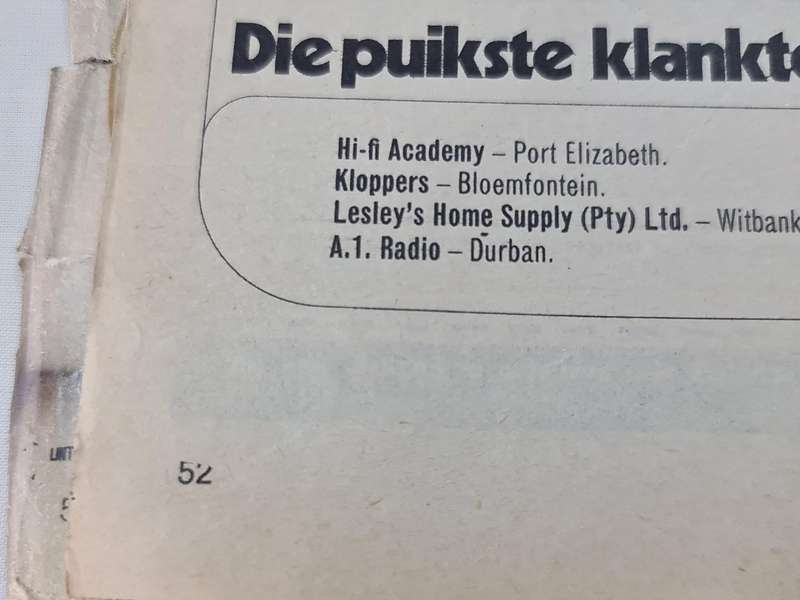 Die puikste
Hi-fi Academy – Port Elizabeth.
Kloppers – Bloemfontein.
Lesley's Home Supply (Pty) Ltd. – Witbank
A.1. Radio – Durban.
52